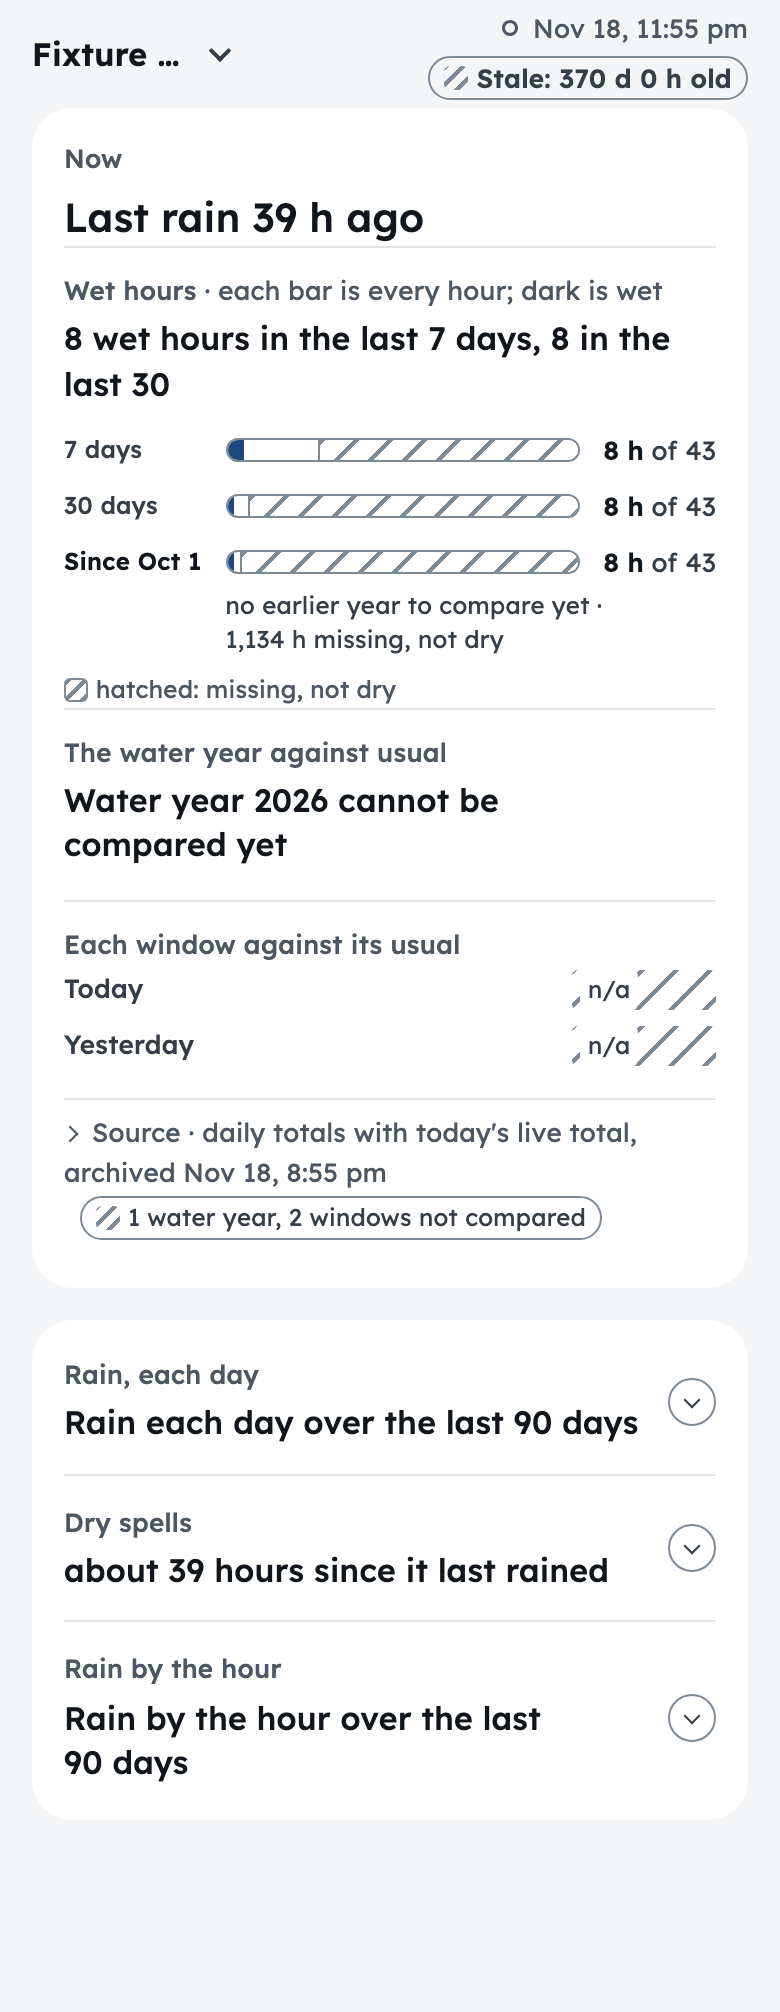 Fixture ...
Nov 18, 11:55 pm
Stale: 370 d 0 h old
Now
Last rain 39 h ago
Wet hours · each bar is every hour; dark is wet
8 wet hours in the last 7 days, 8 in the
last 30
7 days 8 h of 43
30 days 8 h of 43
Since Oct 1 8 h of 43
no earlier year to compare yet ·
1,134 h missing, not dry
hatched: missing, not dry
The water year against usual
Water year 2026 cannot be
compared yet
Each window against its usual
Today n/a
Yesterday n/a
Source · daily totals with today's live total,
archived Nov 18, 8:55 pm
1 water year, 2 windows not compared
Rain, each day
Rain each day over the last 90 days
Dry spells
about 39 hours since it last rained
Rain by the hour
Rain by the hour over the last
90 days